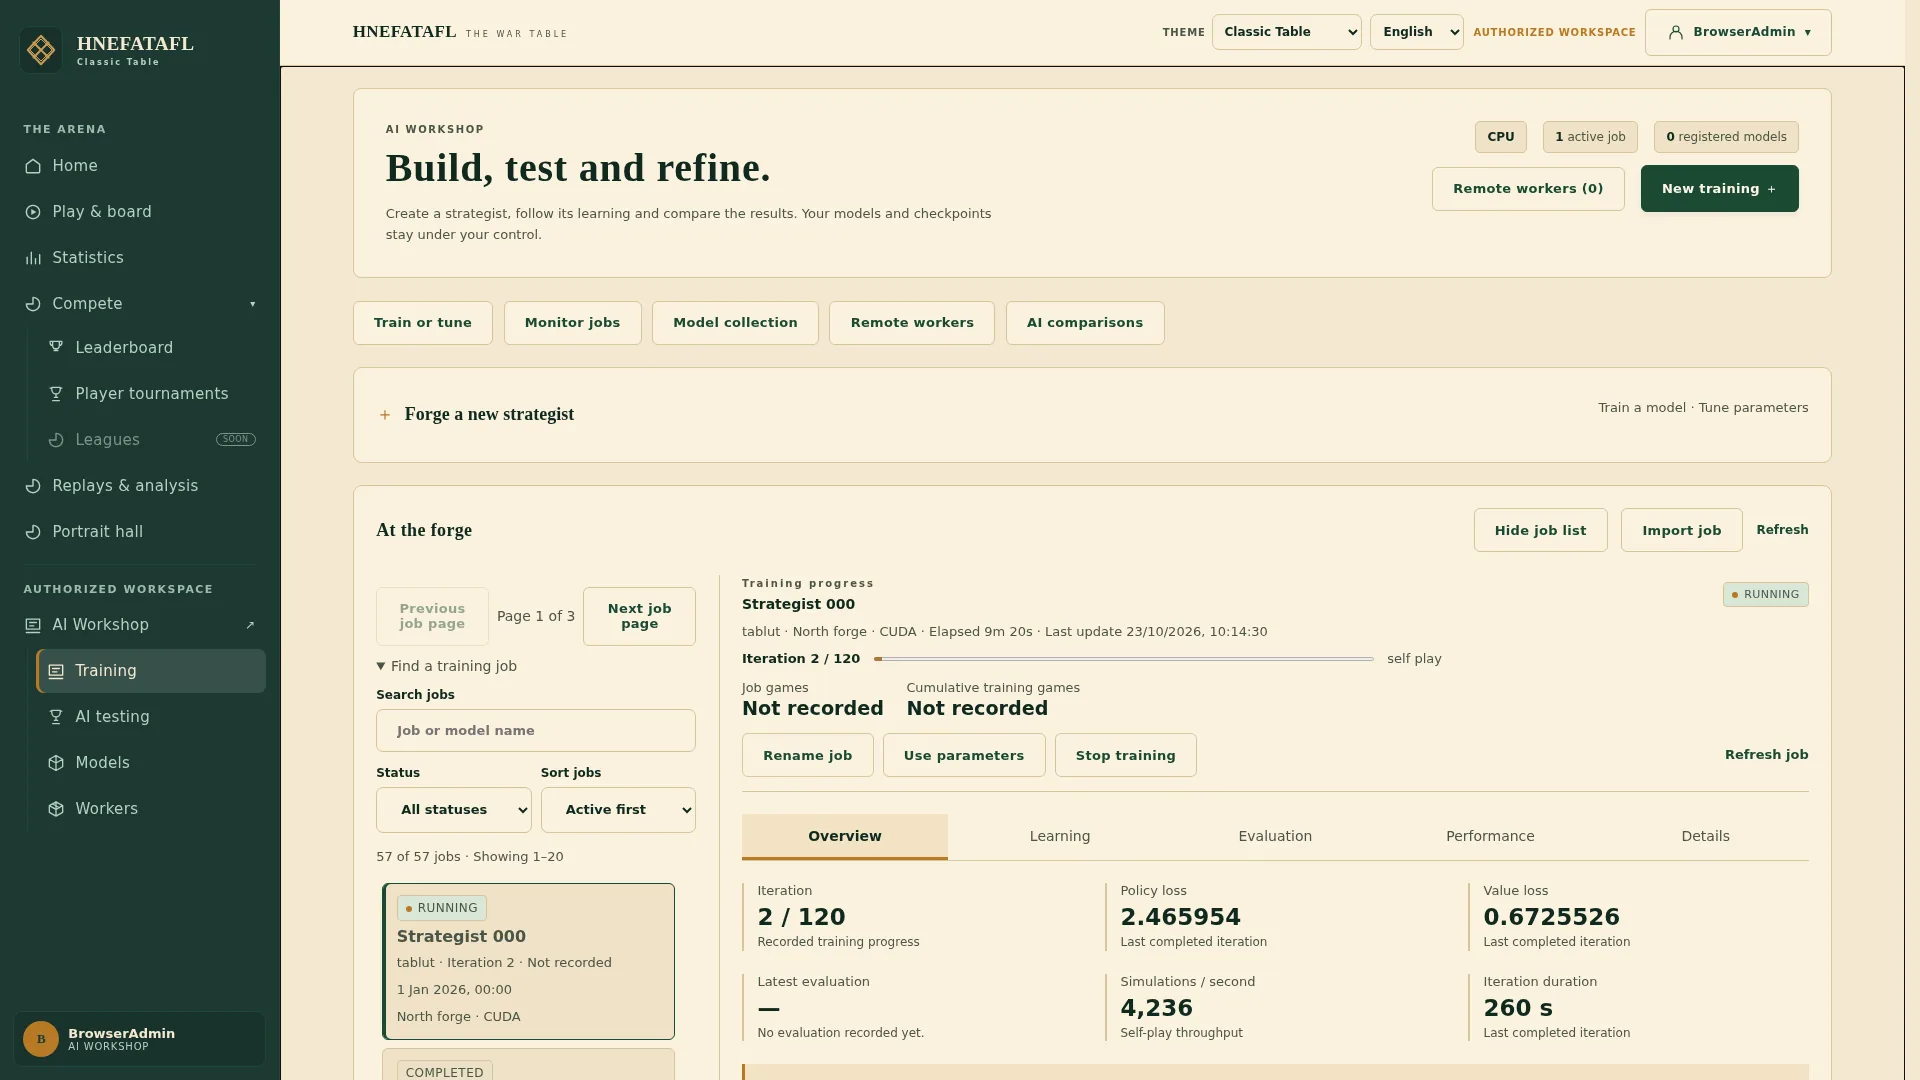 HNEFATAFL
Classic Table
THE ARENA
Home
Play & board
Statistics
Compete ▾
Leaderboard
Player tournaments
Leagues SOON
Replays & analysis
Portrait hall
AUTHORIZED WORKSPACE
AI Workshop ↗
Training
AI testing
Models
Workers
B
BrowserAdmin
AI WORKSHOP
HNEFATAFL THE WAR TABLE
THEME Classic Table English AUTHORIZED WORKSPACE BrowserAdmin ▾
AI WORKSHOP
Build, test and refine.
Create a strategist, follow its learning and compare the results. Your models and checkpoints
stay under your control.
CPU 1 active job 0 registered models
Remote workers (0) New training +
Train or tune Monitor jobs Model collection Remote workers AI comparisons
+ Forge a new strategist Train a model · Tune parameters
At the forge Hide job list Import job Refresh
Previous
job page
Page 1 of 3
Next job
page
▼ Find a training job
Search jobs
Job or model name
Status Sort jobs
All statuses Active first
57 of 57 jobs · Showing 1–20
RUNNING
Strategist 000
tablut · Iteration 2 · Not recorded
1 Jan 2026, 00:00
North forge · CUDA
COMPLETED
Training progress
Strategist 000 RUNNING
tablut · North forge · CUDA · Elapsed 9m 20s · Last update 23/10/2026, 10:14:30
Iteration 2 / 120 self play
Job games Cumulative training games
Not recorded Not recorded
Rename job Use parameters Stop training Refresh job
Overview Learning Evaluation Performance Details
Iteration
2 / 120
Recorded training progress
Policy loss
2.465954
Last completed iteration
Value loss
0.6725526
Last completed iteration
Latest evaluation
—
No evaluation recorded yet.
Simulations / second
4,236
Self-play throughput
Iteration duration
260 s
Last completed iteration